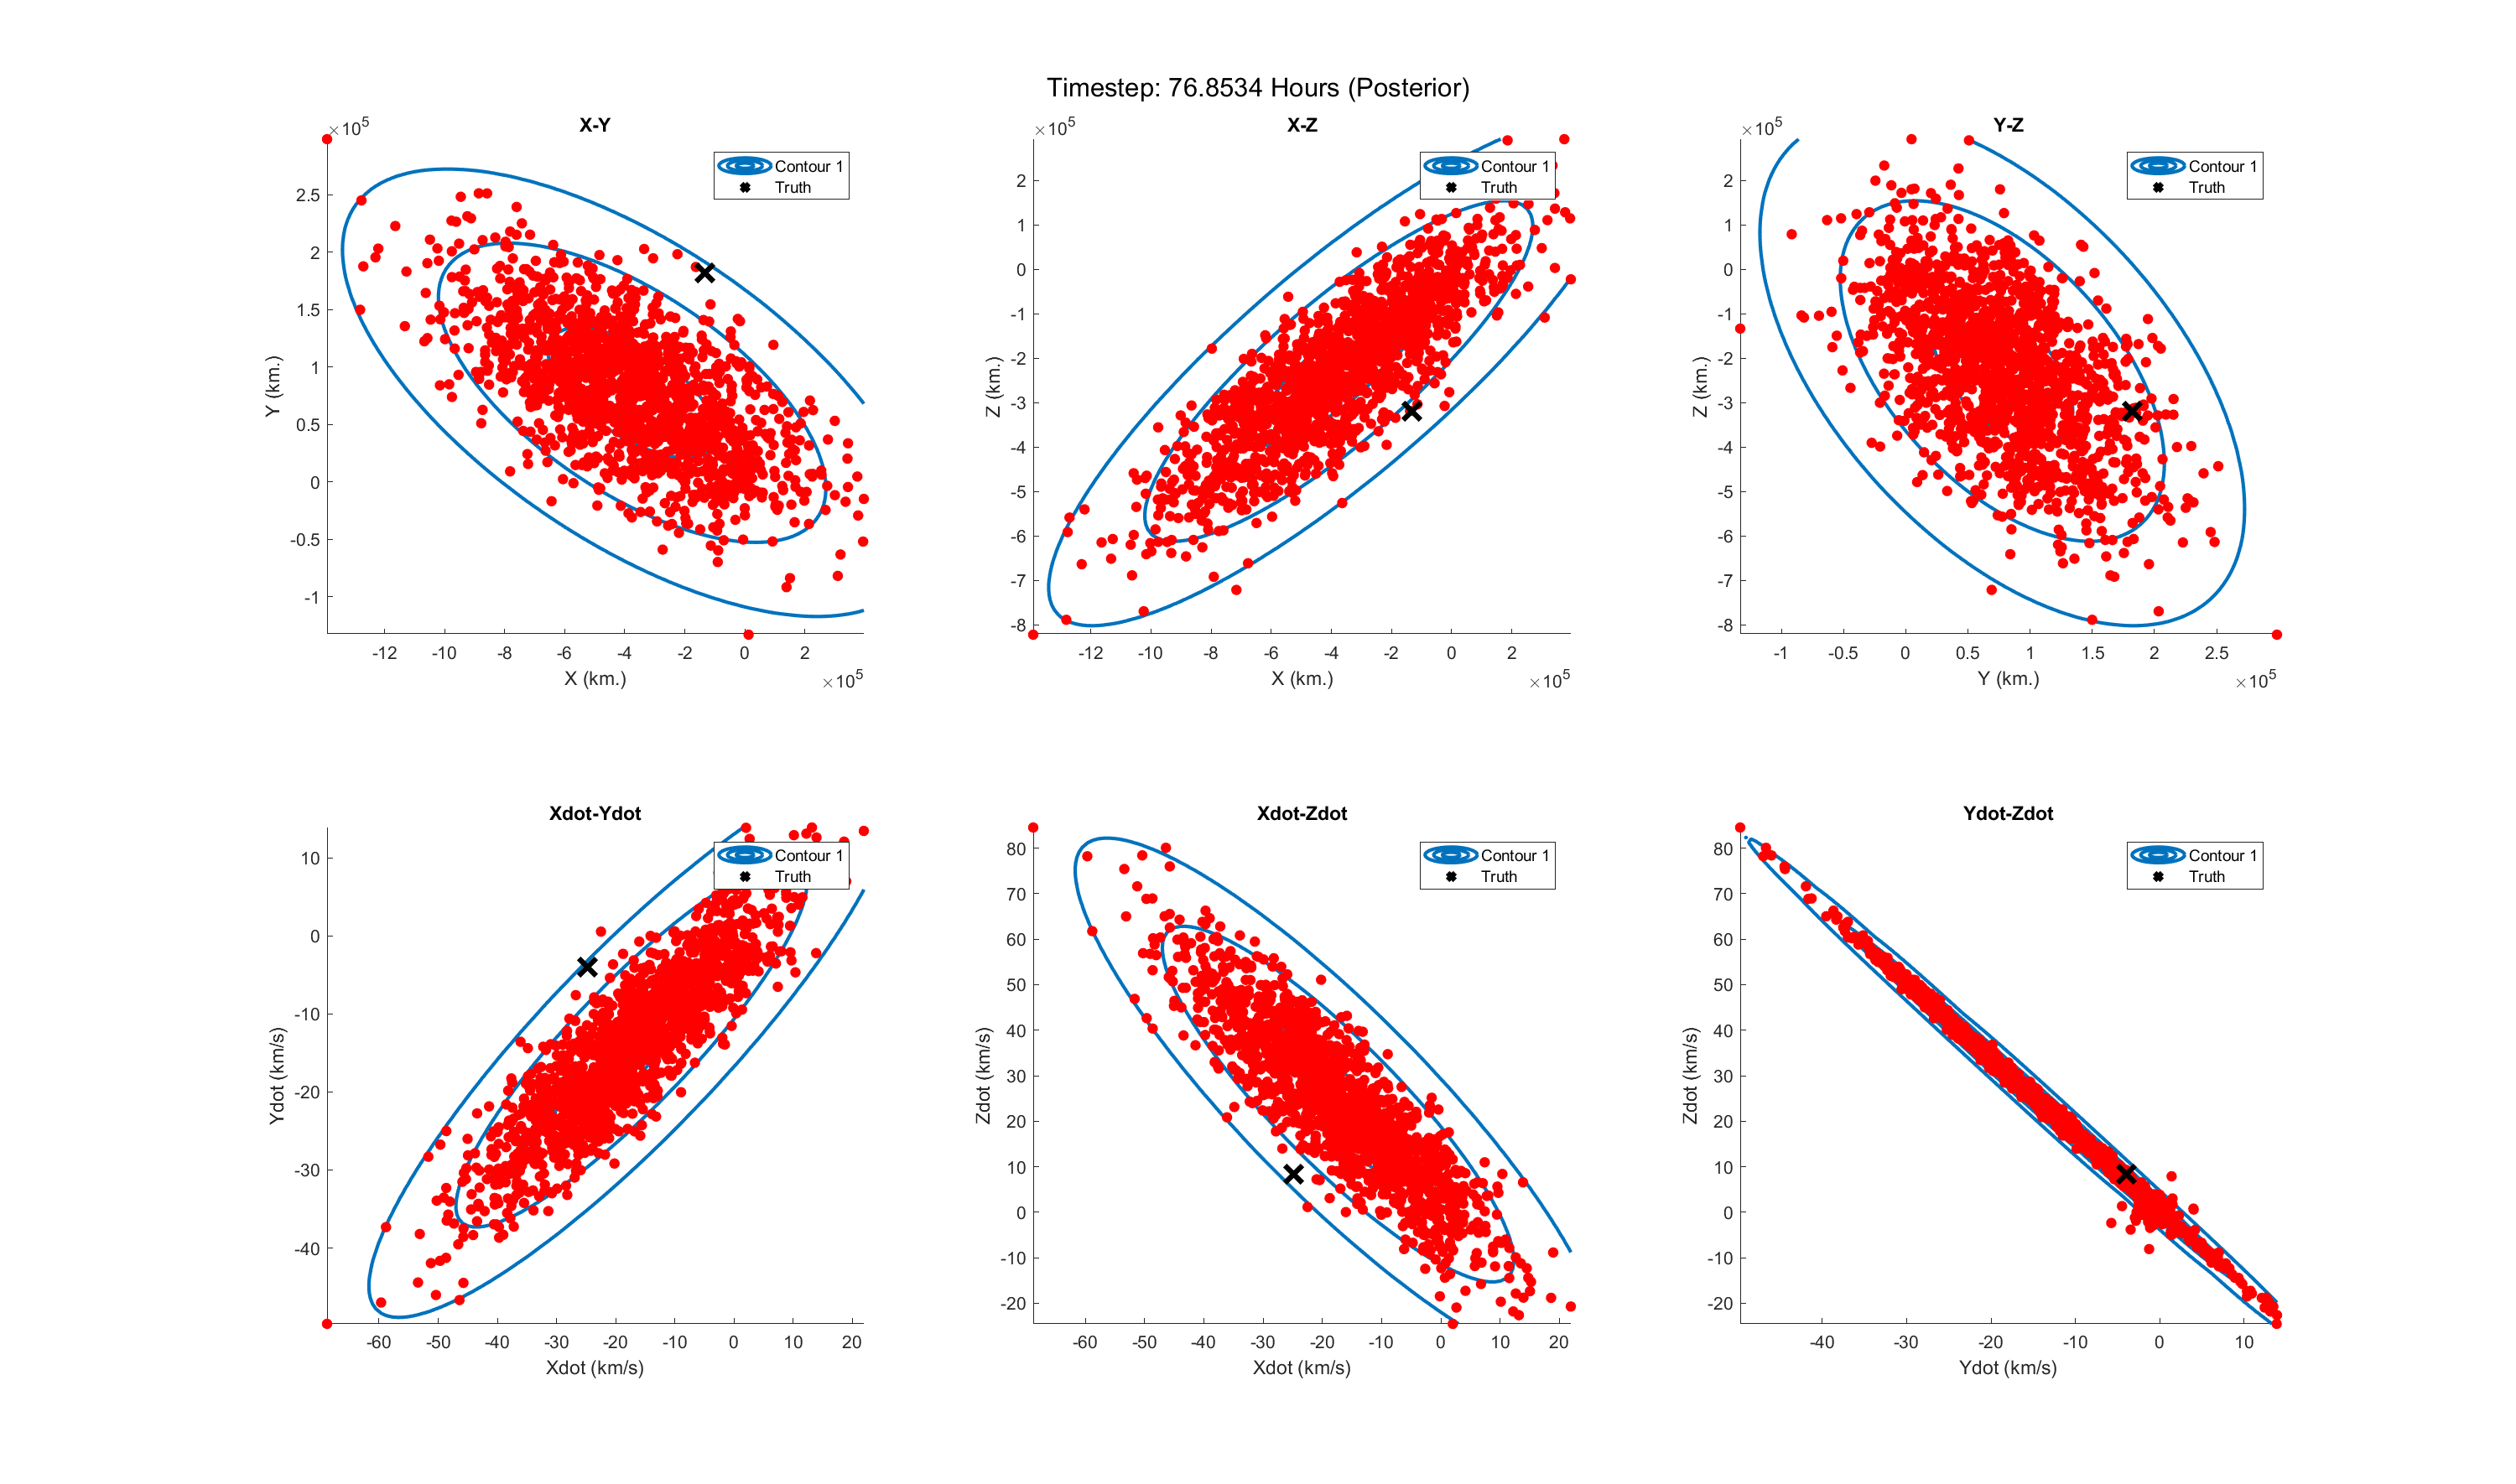 Timestep: 76.8534 Hours (Posterior)
X-Y
×10^5
2.5
2
1.5
1
0.5
0
-0.5
-1
Y (km.)
-12 -10 -8 -6 -4 -2 0 2
X (km.)
×10^5
Contour 1
Truth
X-Z
×10^5
2
1
0
-1
-2
-3
-4
-5
-6
-7
-8
Z (km.)
-12 -10 -8 -6 -4 -2 0 2
X (km.)
×10^5
Contour 1
Truth
Y-Z
×10^5
2
1
0
-1
-2
-3
-4
-5
-6
-7
-8
Z (km.)
-1 -0.5 0 0.5 1 1.5 2 2.5
Y (km.)
×10^5
Contour 1
Truth
Xdot-Ydot
10
0
-10
-20
-30
-40
Ydot (km/s)
-60 -50 -40 -30 -20 -10 0 10 20
Xdot (km/s)
Contour 1
Truth
Xdot-Zdot
80
70
60
50
40
30
20
10
0
-10
-20
Zdot (km/s)
-60 -50 -40 -30 -20 -10 0 10 20
Xdot (km/s)
Contour 1
Truth
Ydot-Zdot
80
70
60
50
40
30
20
10
0
-10
-20
Zdot (km/s)
-40 -30 -20 -10 0 10
Ydot (km/s)
Contour 1
Truth